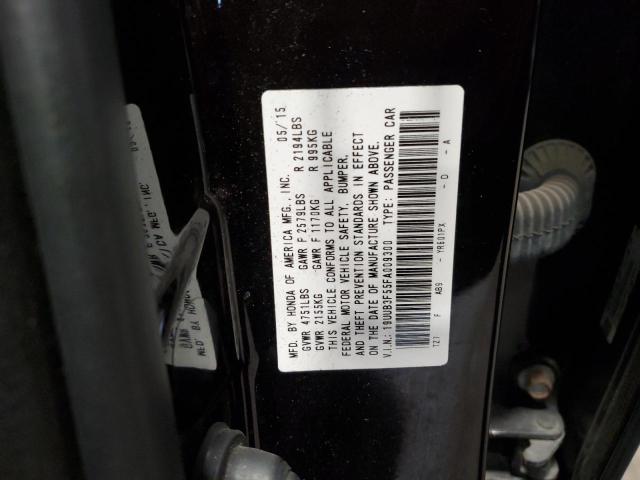 MFD. BY HONDA OF AMERICA MFG., INC. 05/15
GVWR 4751LBS GAWR F 2579LBS R 2194LBS
GVWR 2155KG GAWR F 1170KG R 995KG
THIS VEHICLE CONFORMS TO ALL APPLICABLE
FEDERAL MOTOR VEHICLE SAFETY, BUMPER,
AND THEFT PREVENTION STANDARDS IN EFFECT
ON THE DATE OF MANUFACTURE SHOWN ABOVE.
V.I.N.: 19UUB3F55FA009300 TYPE: PASSENGER CAR
TZ7 F AB9 - YR601PX - D - A